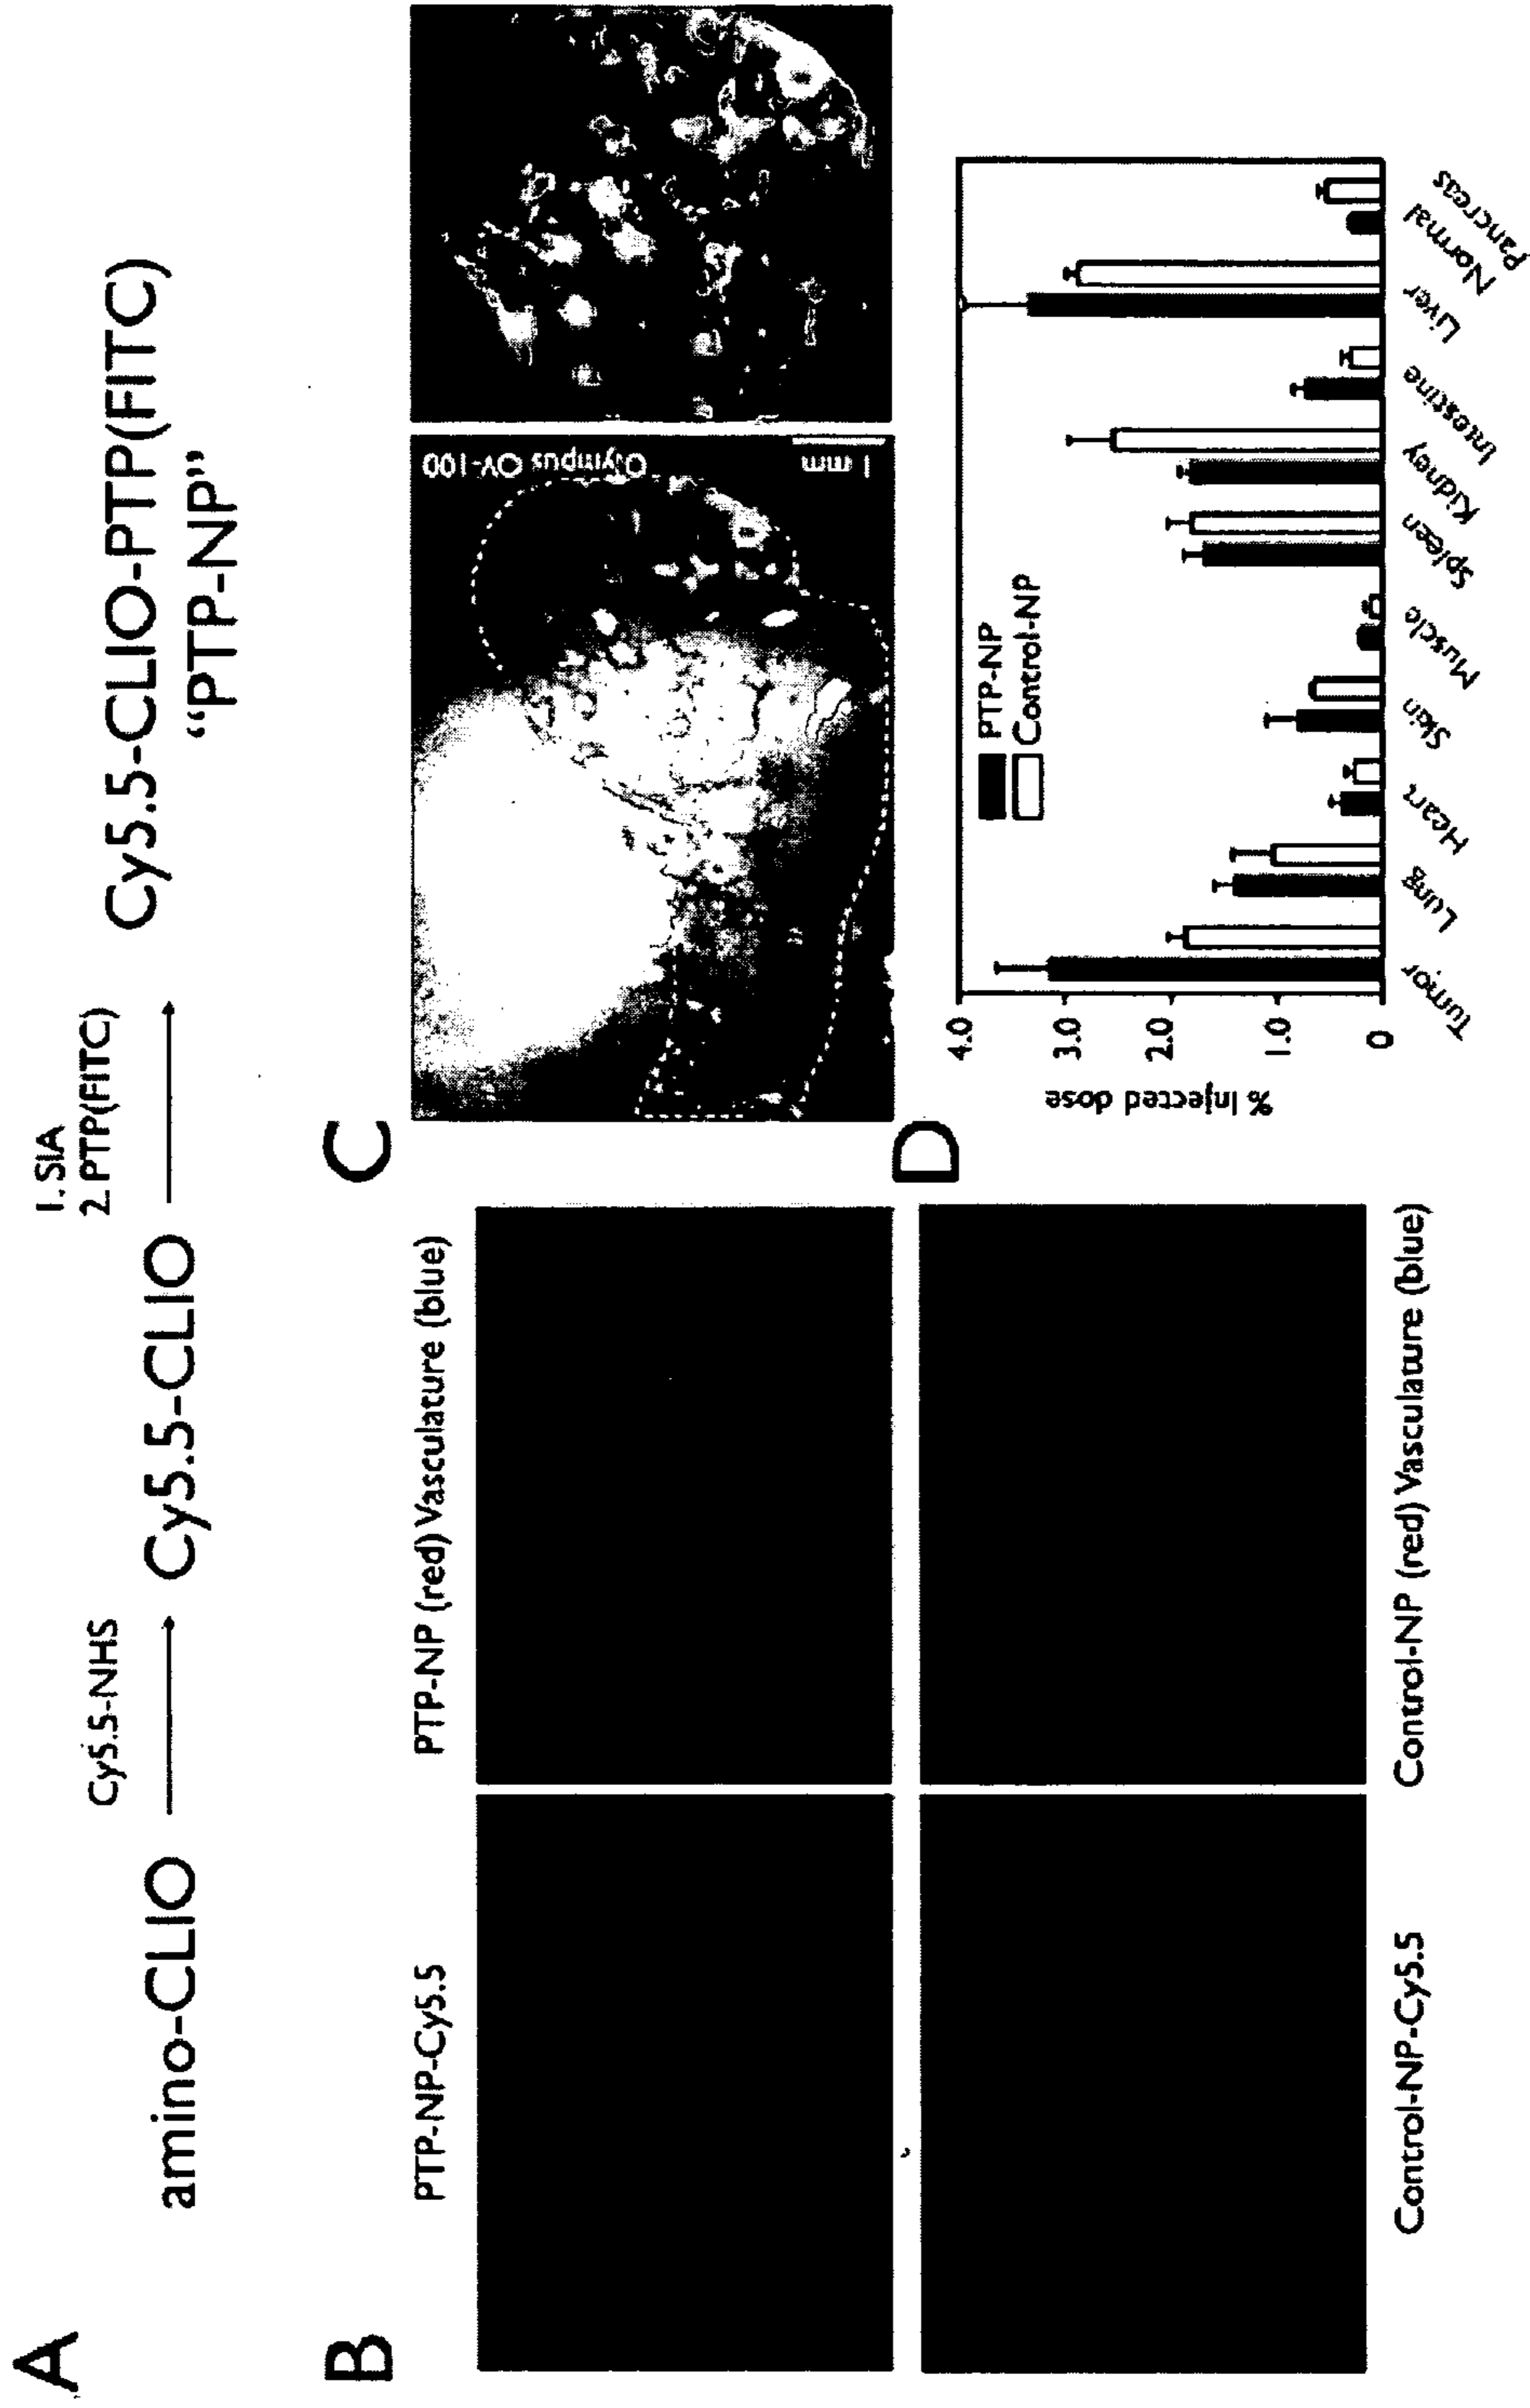 A
1. SIA
2. PTP(FITC)
Cy5.5-NHS
amino-CLIO
Cy5.5-CLIO
Cy5.5-CLIO-PTP(FITC)
“PTP-NP”
B
PTP-NP-Cy5.5
PTP-NP (red) Vasculature (blue)
Control-NP-Cy5.5
Control-NP (red) Vasculature (blue)
C
Olympus OV-100
1 mm
D
PTP-NP
Control-NP
% Injected dose
4.0
3.0
2.0
1.0
0
Tumor
Lung
Heart
Skin
Muscle
Spleen
Kidney
Intestine
Liver
Normal
pancreas